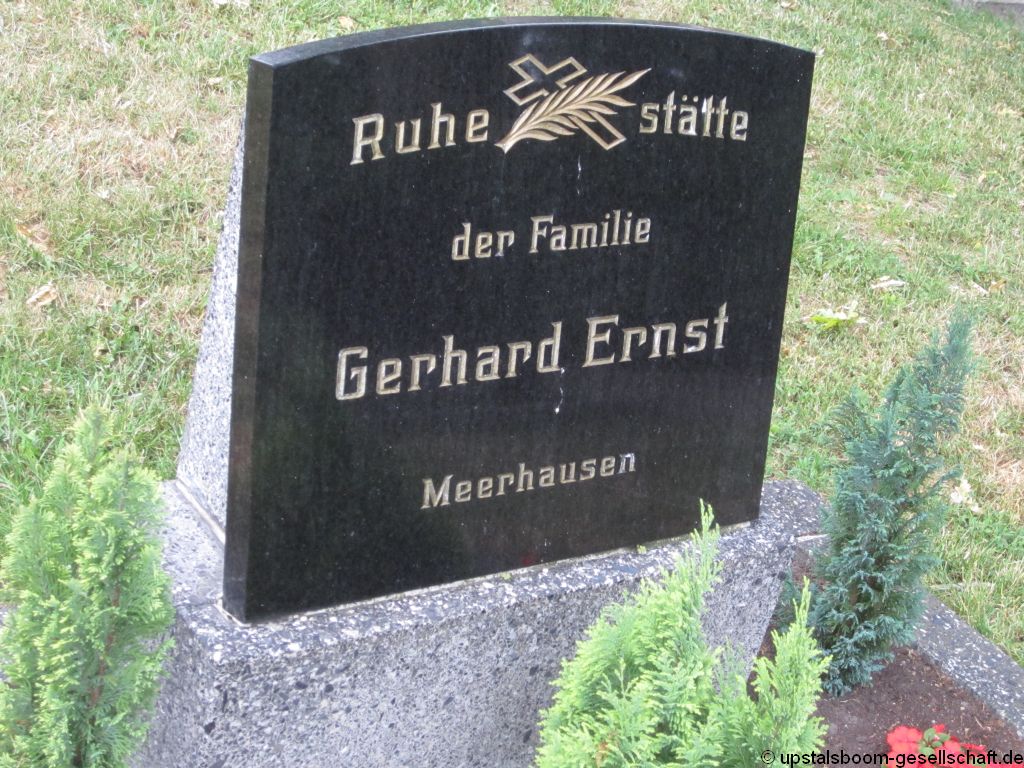 Ruhe stätte
der Familie
Gerhard Ernst
Meerhausen
© upstalsboom-gesellschaft.de